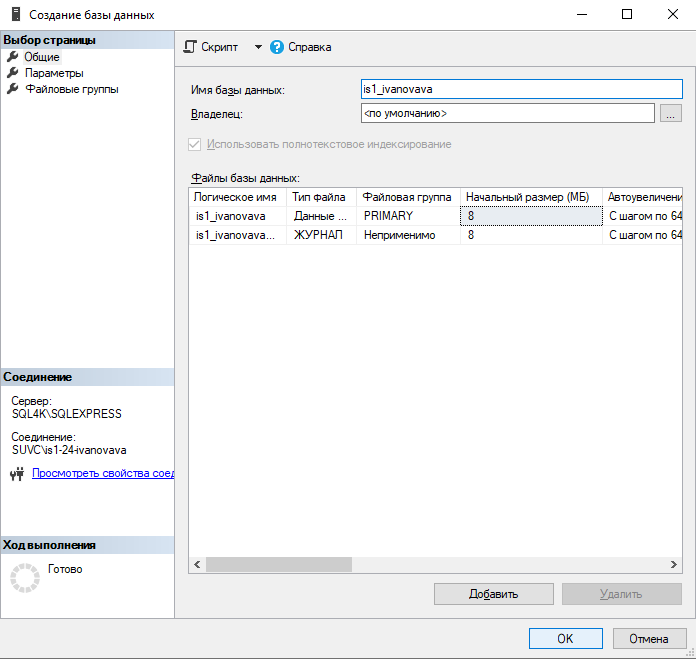 Создание базы данных
Выбор страницы
Общие
Параметры
Файловые группы
Скрипт
Справка
Имя базы данных:
is1_ivanovava
Владелец:
<по умолчанию>
...
Использовать полнотекстовое индексирование
Файлы базы данных:
Логическое имя Тип файла Файловая группа Начальный размер (МБ) Автоувеличени
is1_ivanovava Данные ... PRIMARY 8 С шагом по 64
is1_ivanovava... ЖУРНАЛ Неприменимо 8 С шагом по 64
Соединение
Сервер:
SQL4K\SQLEXPRESS
Соединение:
SUVC\is1-24-ivanovava
Просмотреть свойства соед
Ход выполнения
Готово
Добавить
Удалить
OK
Отмена